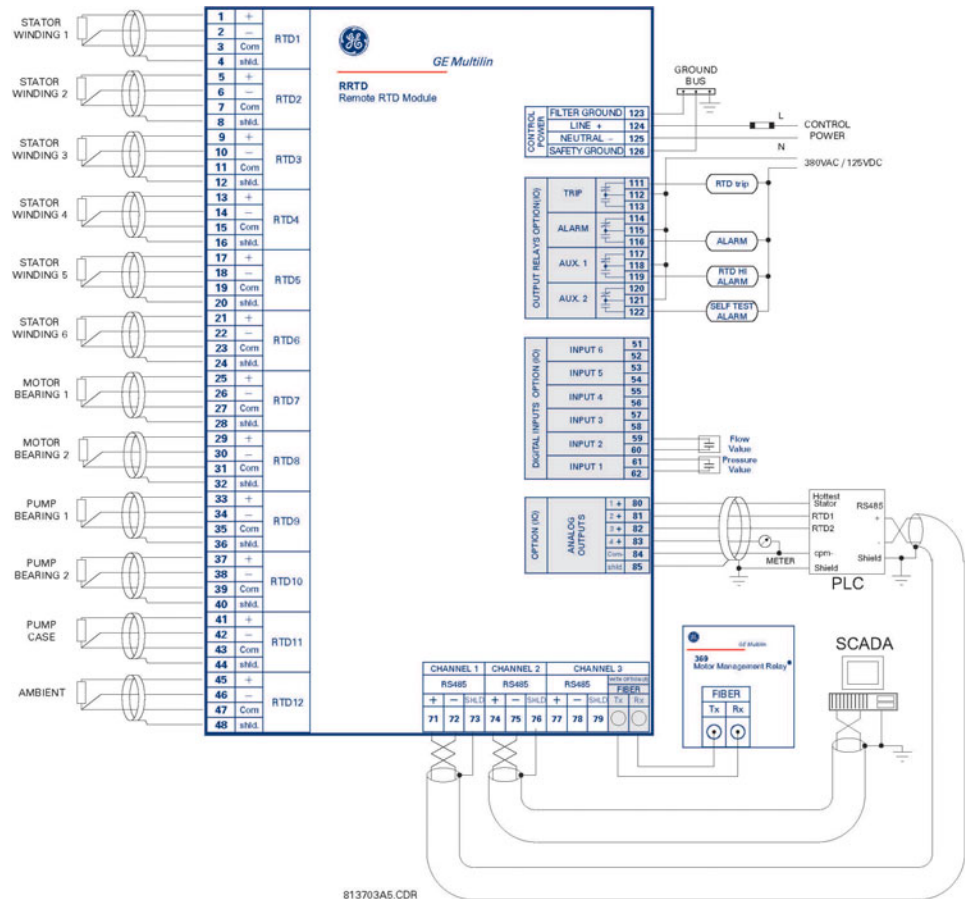 STATOR
WINDING 1
STATOR
WINDING 2
STATOR
WINDING 3
STATOR
WINDING 4
STATOR
WINDING 5
STATOR
WINDING 6
MOTOR
BEARING 1
MOTOR
BEARING 2
PUMP
BEARING 1
PUMP
BEARING 2
PUMP
CASE
AMBIENT
1 +
2 −
3 Com
4 shld.
RTD1
5 +
6 −
7 Com
8 shld.
RTD2
9 +
10 −
11 Com
12 shld.
RTD3
13 +
14 −
15 Com
16 shld.
RTD4
17 +
18 −
19 Com
20 shld.
RTD5
21 +
22 −
23 Com
24 shld.
RTD6
25 +
26 −
27 Com
28 shld.
RTD7
29 +
30 −
31 Com
32 shld.
RTD8
33 +
34 −
35 Com
36 shld.
RTD9
37 +
38 −
39 Com
40 shld.
RTD10
41 +
42 −
43 Com
44 shld.
RTD11
45 +
46 −
47 Com
48 shld.
RTD12
GE Multilin
RRTD
Remote RTD Module
CONTROL
POWER
FILTER GROUND 123
LINE + 124
NEUTRAL - 125
SAFETY GROUND 126
GROUND
BUS
L
CONTROL
POWER
N
380VAC / 125VDC
OUTPUT RELAYS OPTION(IO)
TRIP
111
112
113
ALARM
114
115
116
AUX. 1
117
118
119
AUX. 2
120
121
122
RTD trip
ALARM
RTD HI
ALARM
SELF TEST
ALARM
DIGITAL INPUTS OPTION (IO)
INPUT 6
51
52
INPUT 5
53
54
INPUT 4
55
56
INPUT 3
57
58
INPUT 2
59
60
INPUT 1
61
62
Flow
Value
Pressure
Value
OPTION (IO)
ANALOG
OUTPUTS
1 + 80
2 + 81
3 + 82
4 + 83
Com- 84
shld. 85
METER
Hottest
Stator
RTD1
RTD2
cpm-
Shield
RS485
+
-
Shield
PLC
GE Multilin
369
Motor Management Relay
FIBER
Tx Rx
SCADA
CHANNEL 1 CHANNEL 2 CHANNEL 3
RS485 RS485 RS485
WITH OPTION (F)
FIBER
+ − SHLD + − SHLD + − SHLD Tx Rx
71 72 73 74 75 76 77 78 79
813703A5.CDR